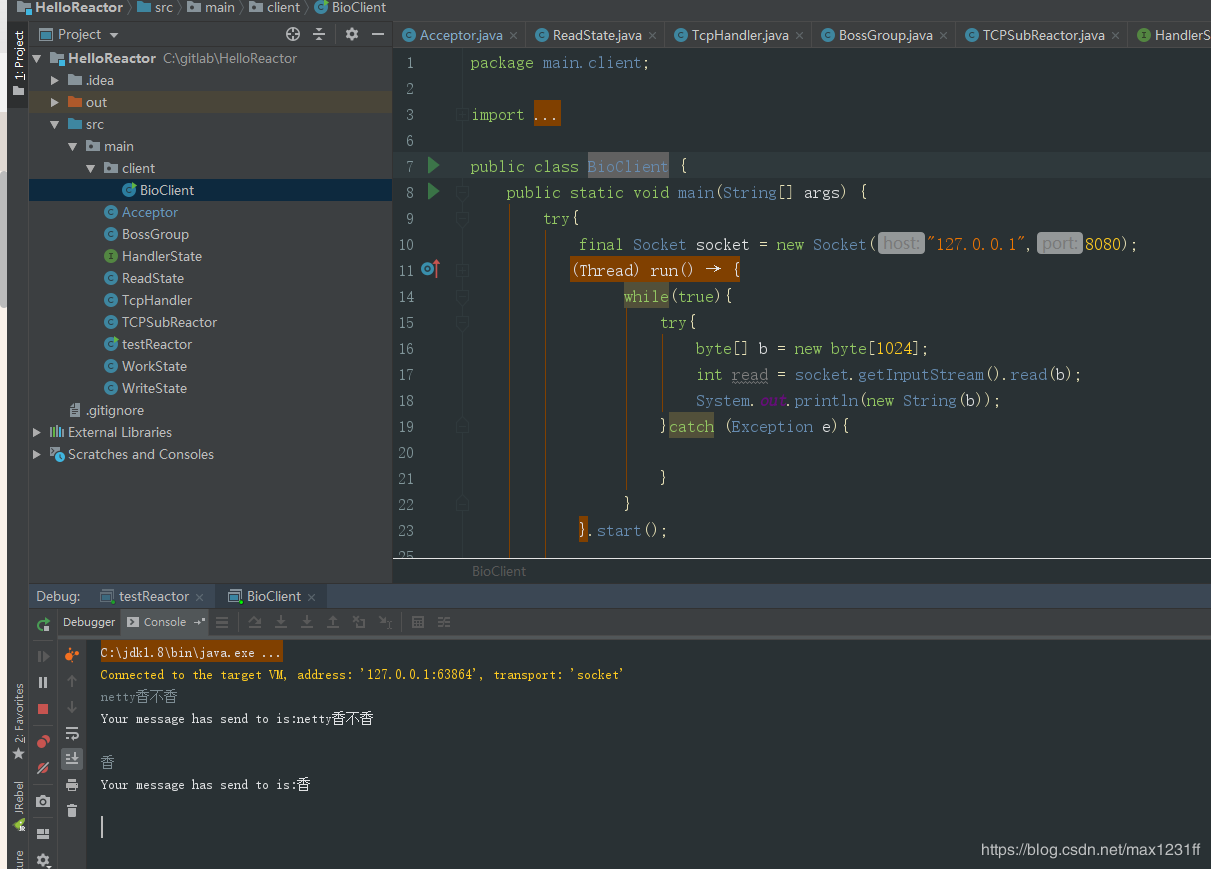 HelloReactor src main client BioClient
1: Project
Project
HelloReactor C:\gitlab\HelloReactor
.idea
out
src
main
client
BioClient
Acceptor
BossGroup
HandlerState
ReadState
TcpHandler
TCPSubReactor
testReactor
WorkState
WriteState
.gitignore
External Libraries
Scratches and Consoles
Acceptor.java ReadState.java TcpHandler.java BossGroup.java TCPSubReactor.java HandlerS
1 package main.client;
2
3 import ...
6
7 public class BioClient {
8 public static void main(String[] args) {
9 try{
10 final Socket socket = new Socket( host: "127.0.0.1", port: 8080);
11 (Thread) run() → {
14 while(true){
15 try{
16 byte[] b = new byte[1024];
17 int read = socket.getInputStream().read(b);
18 System.out.println(new String(b));
19 }catch (Exception e){
20
21 }
22 }
23 }.start();
25
BioClient
Debug: testReactor BioClient
Debugger Console
C:\jdk1.8\bin\java.exe ...
Connected to the target VM, address: '127.0.0.1:63864', transport: 'socket'
netty香不香
Your message has send to is:netty香不香
香
Your message has send to is:香
2: Favorites
JRebel
ure
https://blog.csdn.net/max1231ff